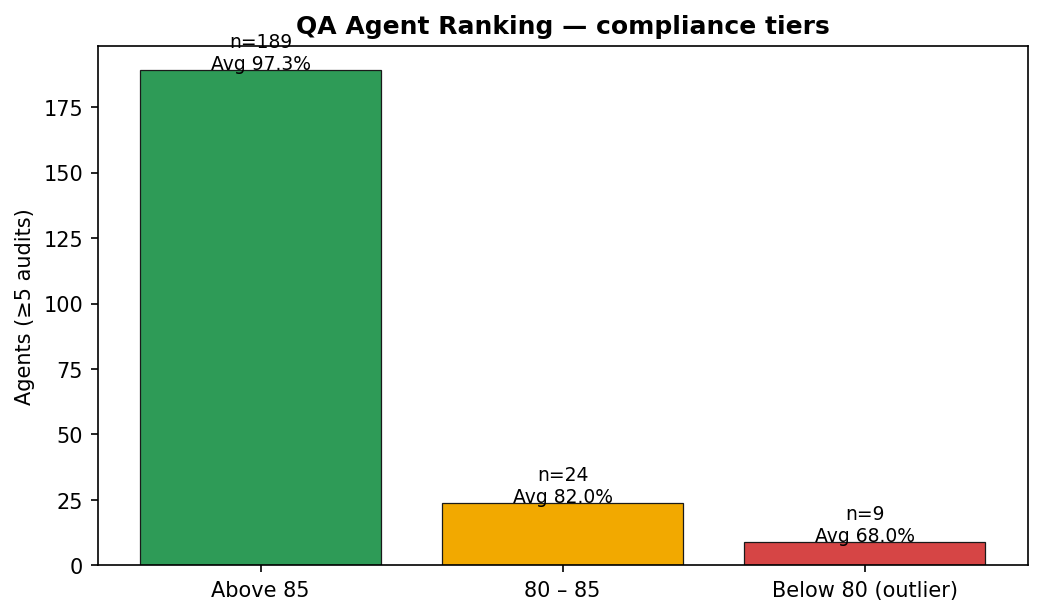 QA Agent Ranking — compliance tiers
n=189
Avg 97.3%
n=24
Avg 82.0%
n=9
Avg 68.0%
Agents (≥5 audits)
175
150
125
100
75
50
25
0
Above 85
80 – 85
Below 80 (outlier)